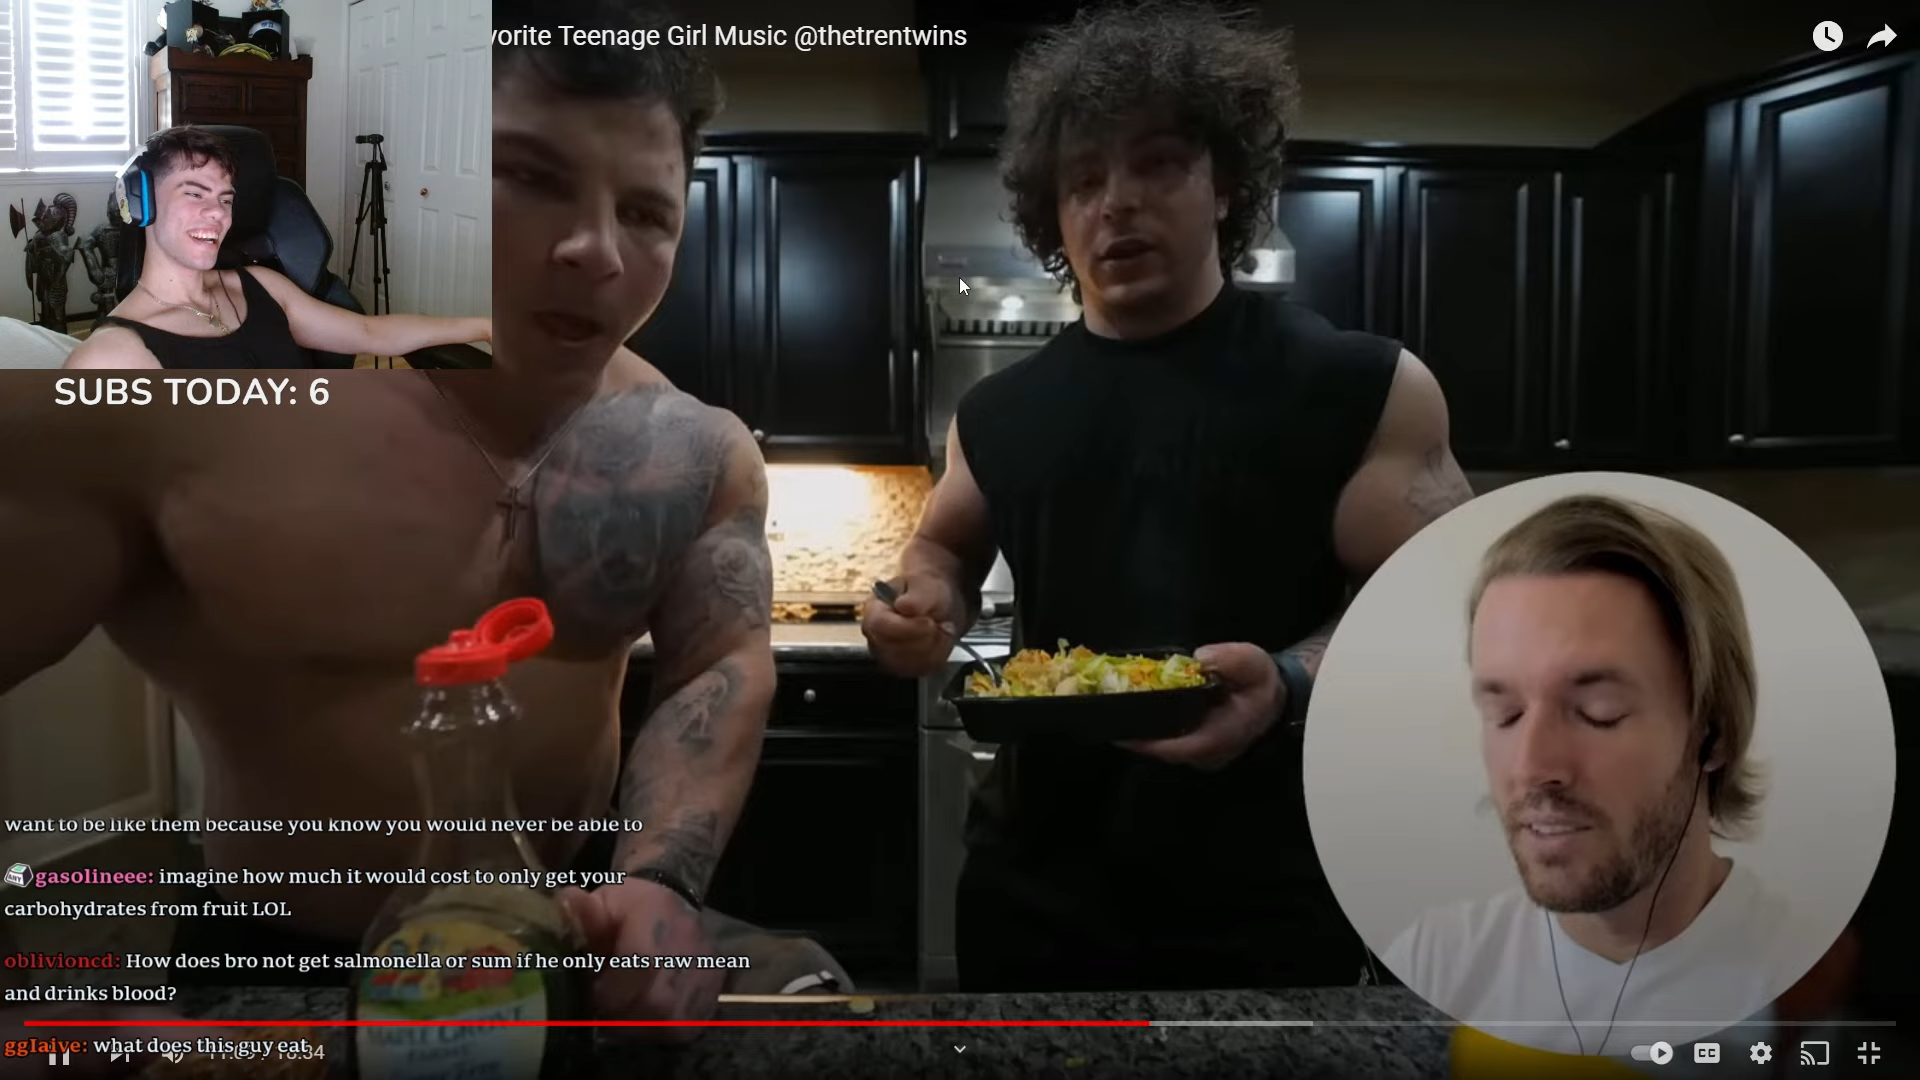 vorite Teenage Girl Music @thetrentwins
SUBS TODAY: 6
want to be like them because you know you would never be able to
gasolineee: imagine how much it would cost to only get your
carbohydrates from fruit LOL
oblivioncd: How does bro not get salmonella or sum if he only eats raw mean
and drinks blood?
ggIaive: what does this guy eat
CC